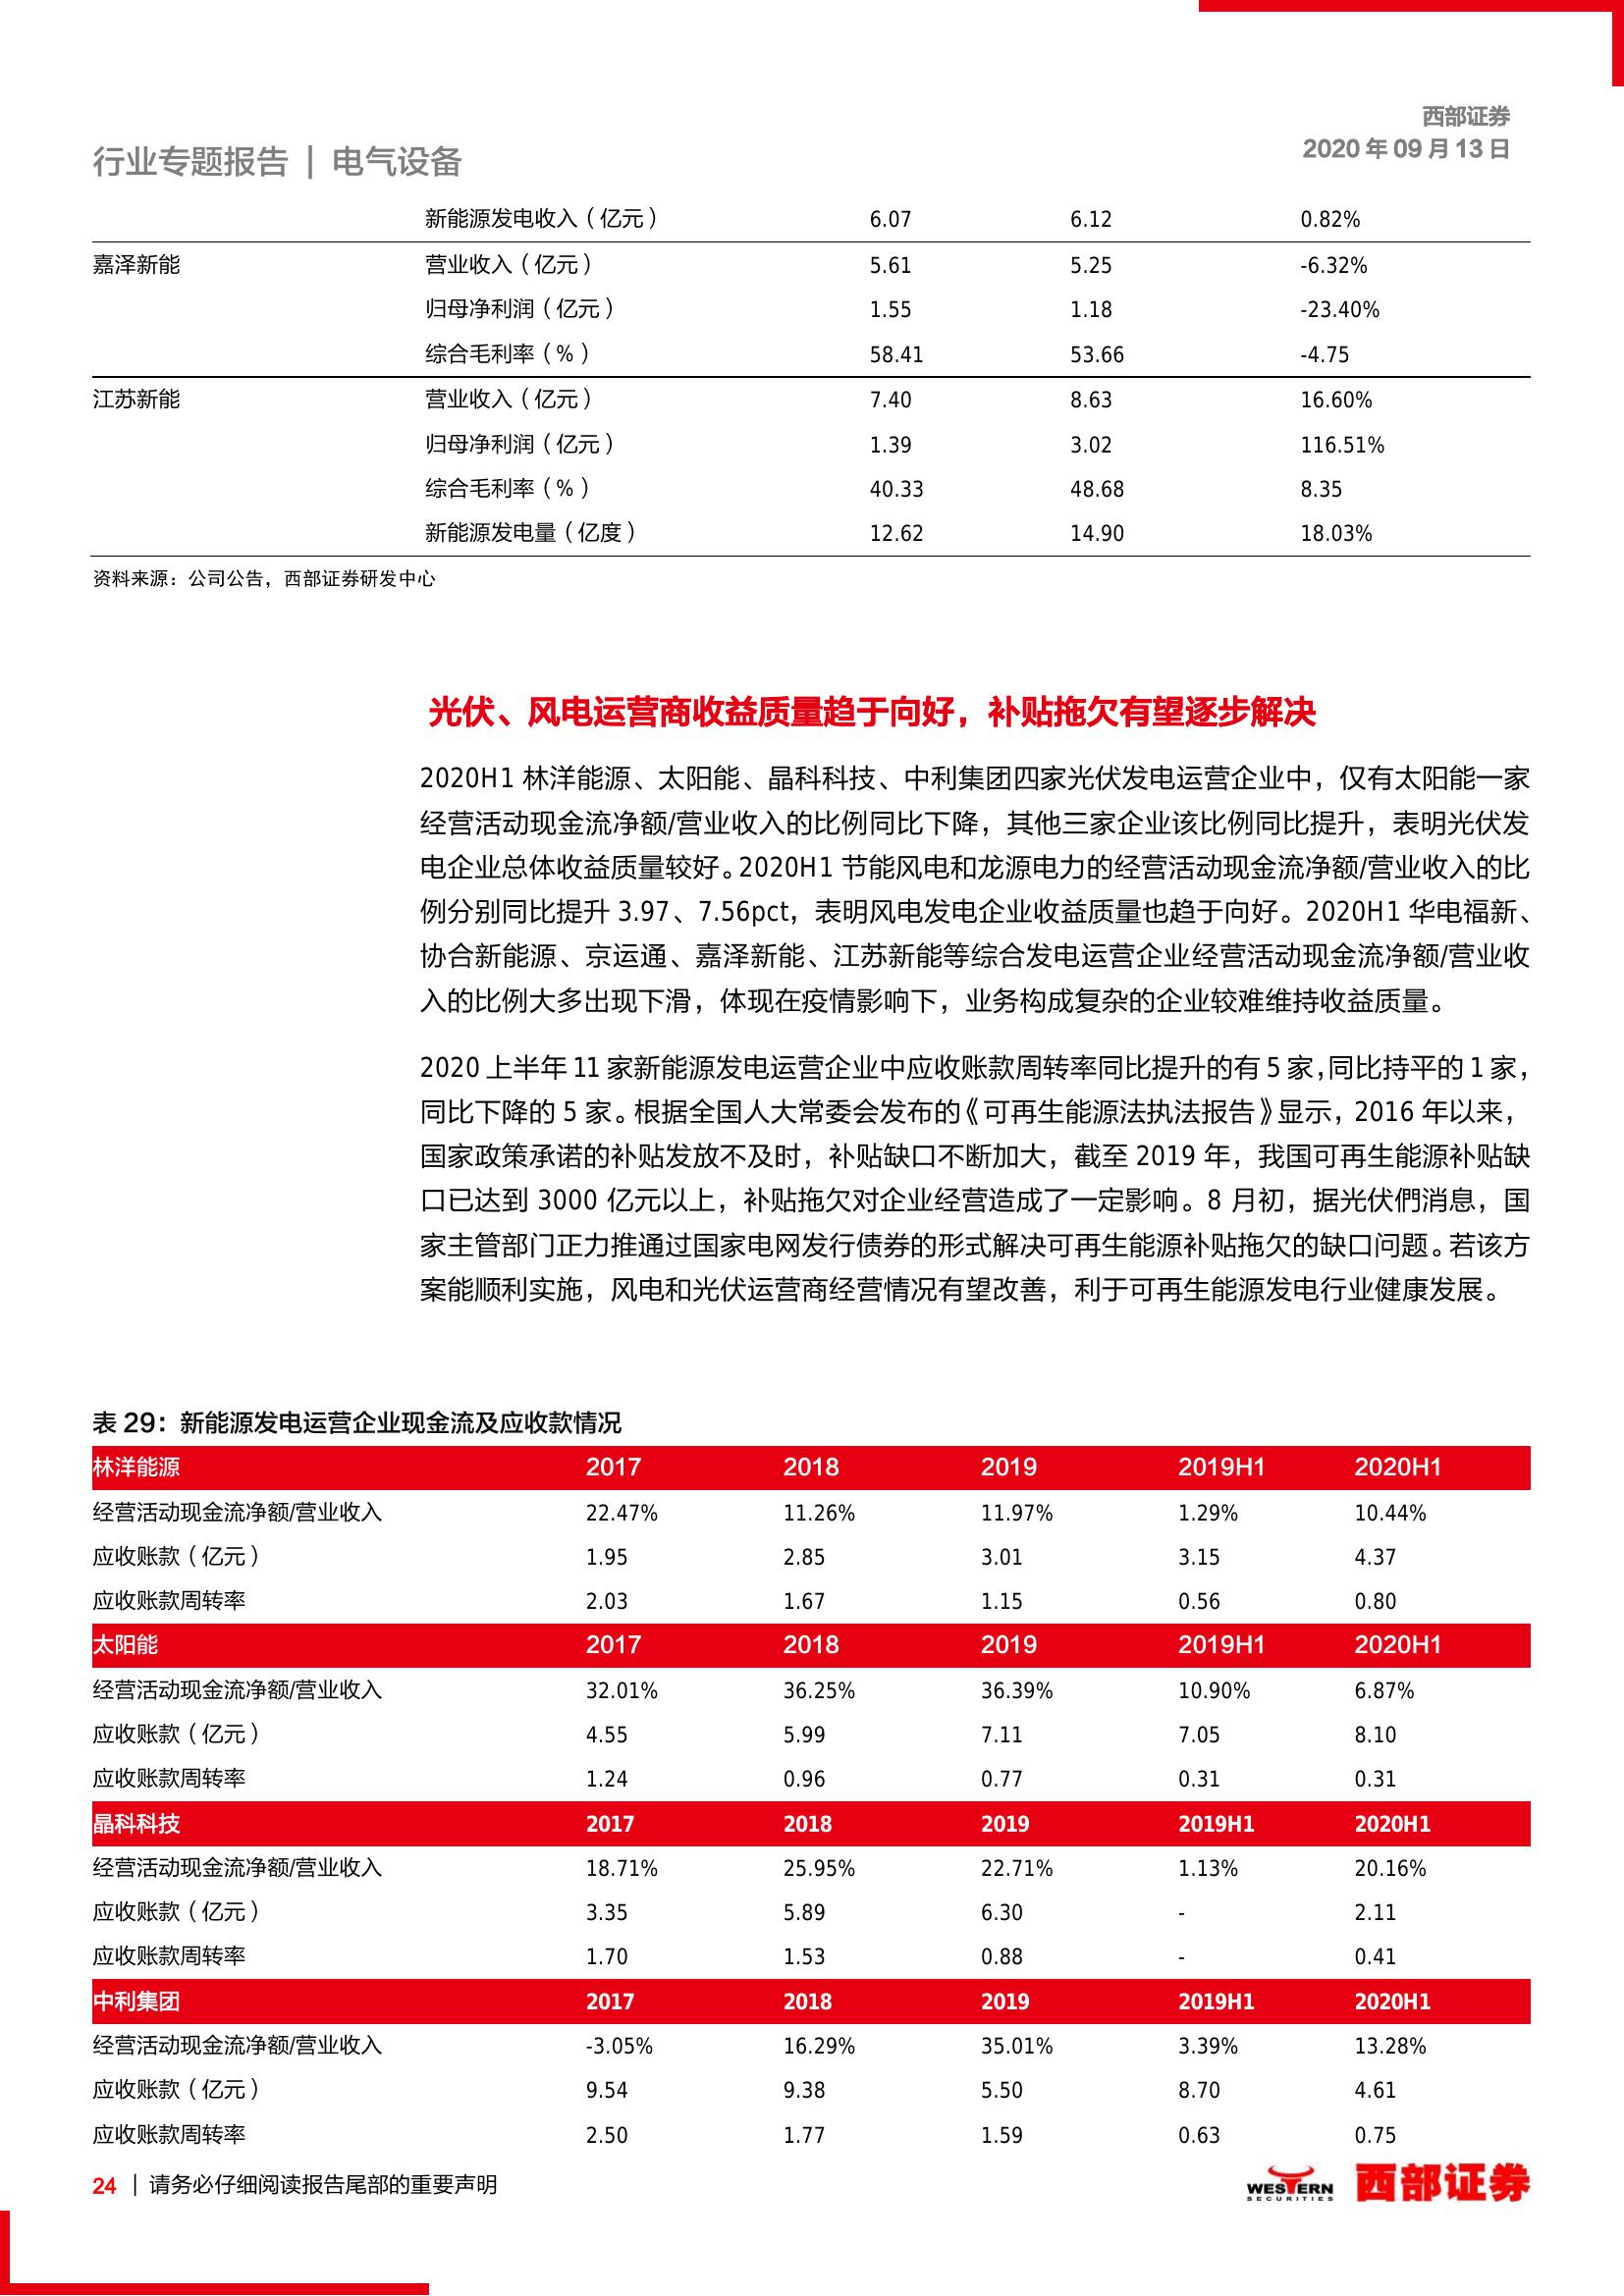 西部证券
2020 年 09 月 13 日
行业专题报告 | 电气设备
新能源发电收入（亿元） 6.07 6.12 0.82%
嘉泽新能 营业收入（亿元） 5.61 5.25 -6.32%
归母净利润（亿元） 1.55 1.18 -23.40%
综合毛利率（%） 58.41 53.66 -4.75
江苏新能 营业收入（亿元） 7.40 8.63 16.60%
归母净利润（亿元） 1.39 3.02 116.51%
综合毛利率（%） 40.33 48.68 8.35
新能源发电量（亿度） 12.62 14.90 18.03%
资料来源：公司公告，西部证券研发中心
光伏、风电运营商收益质量趋于向好，补贴拖欠有望逐步解决
2020H1 林洋能源、太阳能、晶科科技、中利集团四家光伏发电运营企业中，仅有太阳能一家
经营活动现金流净额/营业收入的比例同比下降，其他三家企业该比例同比提升，表明光伏发
电企业总体收益质量较好。2020H1 节能风电和龙源电力的经营活动现金流净额/营业收入的比
例分别同比提升 3.97、7.56pct，表明风电发电企业收益质量也趋于向好。2020H1 华电福新、
协合新能源、京运通、嘉泽新能、江苏新能等综合发电运营企业经营活动现金流净额/营业收
入的比例大多出现下滑，体现在疫情影响下，业务构成复杂的企业较难维持收益质量。
2020 上半年 11 家新能源发电运营企业中应收账款周转率同比提升的有 5 家，同比持平的 1 家，
同比下降的 5 家。根据全国人大常委会发布的《可再生能源法执法报告》显示，2016 年以来，
国家政策承诺的补贴发放不及时，补贴缺口不断加大，截至 2019 年，我国可再生能源补贴缺
口已达到 3000 亿元以上，补贴拖欠对企业经营造成了一定影响。8 月初，据光伏們消息，国
家主管部门正力推通过国家电网发行债券的形式解决可再生能源补贴拖欠的缺口问题。若该方
案能顺利实施，风电和光伏运营商经营情况有望改善，利于可再生能源发电行业健康发展。
表 29：新能源发电运营企业现金流及应收款情况
林洋能源 2017 2018 2019 2019H1 2020H1
经营活动现金流净额/营业收入 22.47% 11.26% 11.97% 1.29% 10.44%
应收账款（亿元） 1.95 2.85 3.01 3.15 4.37
应收账款周转率 2.03 1.67 1.15 0.56 0.80
太阳能 2017 2018 2019 2019H1 2020H1
经营活动现金流净额/营业收入 32.01% 36.25% 36.39% 10.90% 6.87%
应收账款（亿元） 4.55 5.99 7.11 7.05 8.10
应收账款周转率 1.24 0.96 0.77 0.31 0.31
晶科科技 2017 2018 2019 2019H1 2020H1
经营活动现金流净额/营业收入 18.71% 25.95% 22.71% 1.13% 20.16%
应收账款（亿元） 3.35 5.89 6.30 - 2.11
应收账款周转率 1.70 1.53 0.88 - 0.41
中利集团 2017 2018 2019 2019H1 2020H1
经营活动现金流净额/营业收入 -3.05% 16.29% 35.01% 3.39% 13.28%
应收账款（亿元） 9.54 9.38 5.50 8.70 4.61
应收账款周转率 2.50 1.77 1.59 0.63 0.75
24 | 请务必仔细阅读报告尾部的重要声明
WESTERN
SECURITIES
西部证券